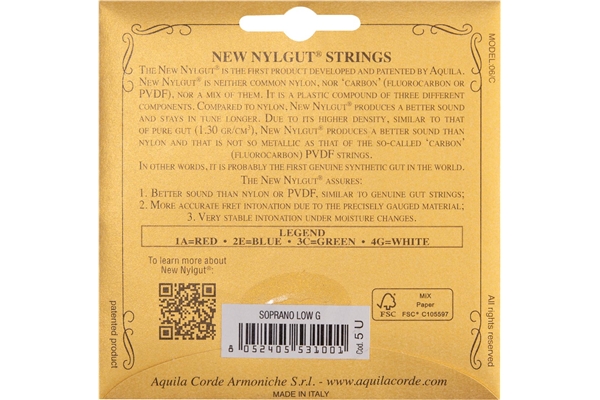 NEW NYLGUT® STRINGS
THE NEW NYLGUT® IS THE FIRST PRODUCT DEVELOPED AND PATENTED BY AQUILA.
NEW NYLGUT® IS NEITHER COMMON NYLON, NOR ‘CARBON’ (FLUOROCARBON OR
PVDF), NOR A MIX OF THEM. IT IS A PLASTIC COMPOUND OF THREE DIFFERENT
COMPONENTS. COMPARED TO NYLON, NEW NYLGUT® PRODUCES A BETTER SOUND
AND STAYS IN TUNE LONGER. DUE TO ITS HIGHER DENSITY, SIMILAR TO THAT
OF PURE GUT (1.30 GR/CM³), NEW NYLGUT® PRODUCES A BETTER SOUND THAN
NYLON AND THAT IS NOT SO METALLIC AS THAT OF THE SO-CALLED ‘CARBON’
(FLUOROCARBON) PVDF STRINGS.
IN OTHER WORDS, IT IS PROBABLY THE FIRST GENUINE SYNTHETIC GUT IN THE WORLD.
THE NEW NYLGUT® ASSURES:
1. BETTER SOUND THAN NYLON OR PVDF, SIMILAR TO GENUINE GUT STRINGS;
2. MORE ACCURATE FRET INTONATION DUE TO THE PRECISELY GAUGED MATERIAL;
3. VERY STABLE INTONATION UNDER MOISTURE CHANGES.
LEGEND
1A=RED • 2E=BLUE • 3C=GREEN • 4G=WHITE
To learn more about
New Nylgut®:
SOPRANO LOW G
8 052405 531001
Cod. 5 U
FSC
MIX
Paper
FSC® C105597
MODEL:06C
All rights reserved
patented product
Aquila Corde Armoniche S.r.l. - www.aquilacorde.com
MADE IN ITALY